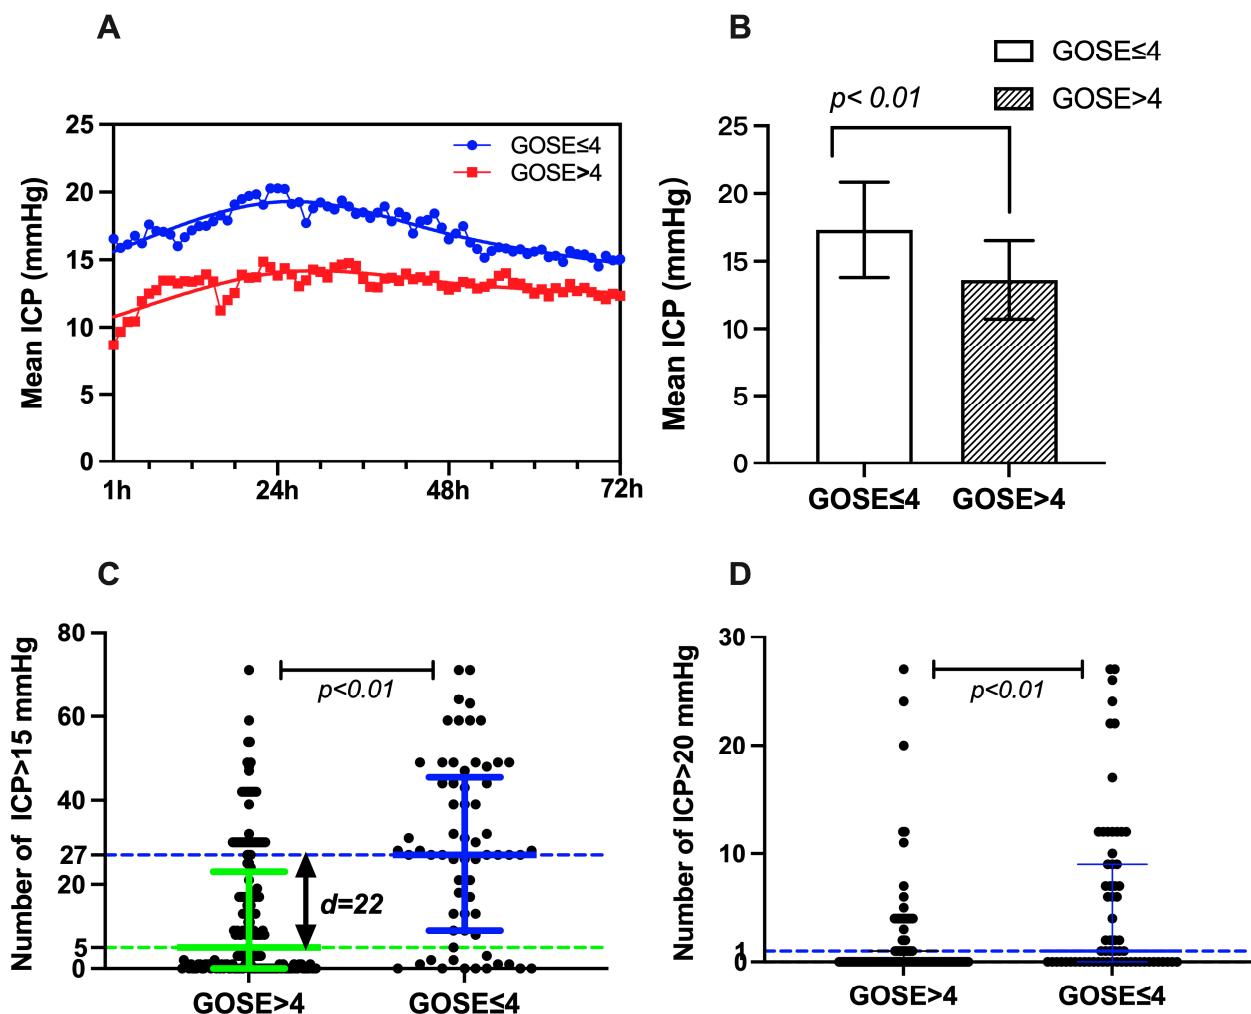 A
Mean ICP (mmHg)
25
20
15
10
5
0
GOSE≤4
GOSE>4
1h
24h
48h
72h
B
GOSE≤4
GOSE>4
p< 0.01
Mean ICP (mmHg)
25
20
15
10
5
0
GOSE≤4
GOSE>4
C
Number of ICP>15 mmHg
80
60
40
27
20
5
0
p<0.01
d=22
GOSE>4
GOSE≤4
D
Number of ICP>20 mmHg
30
20
10
1
0
p<0.01
GOSE>4
GOSE≤4